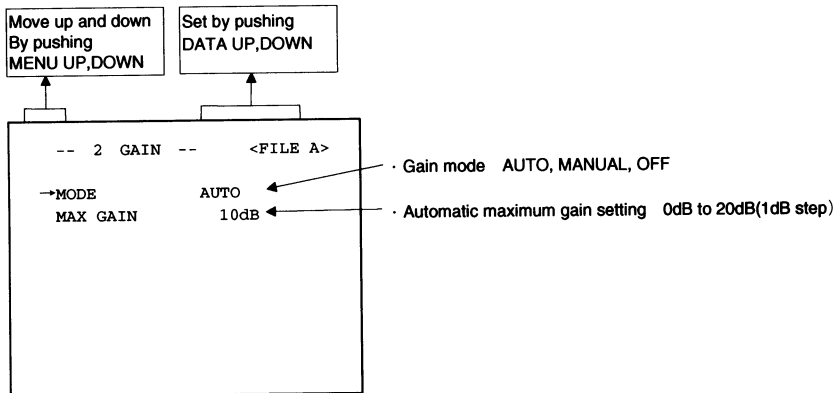 Move up and down
By pushing
MENU UP,DOWN
Set by pushing
DATA UP,DOWN
-- 2 GAIN -- <FILE A>
→MODE AUTO
MAX GAIN 10dB
· Gain mode AUTO, MANUAL, OFF
· Automatic maximum gain setting 0dB to 20dB(1dB step)